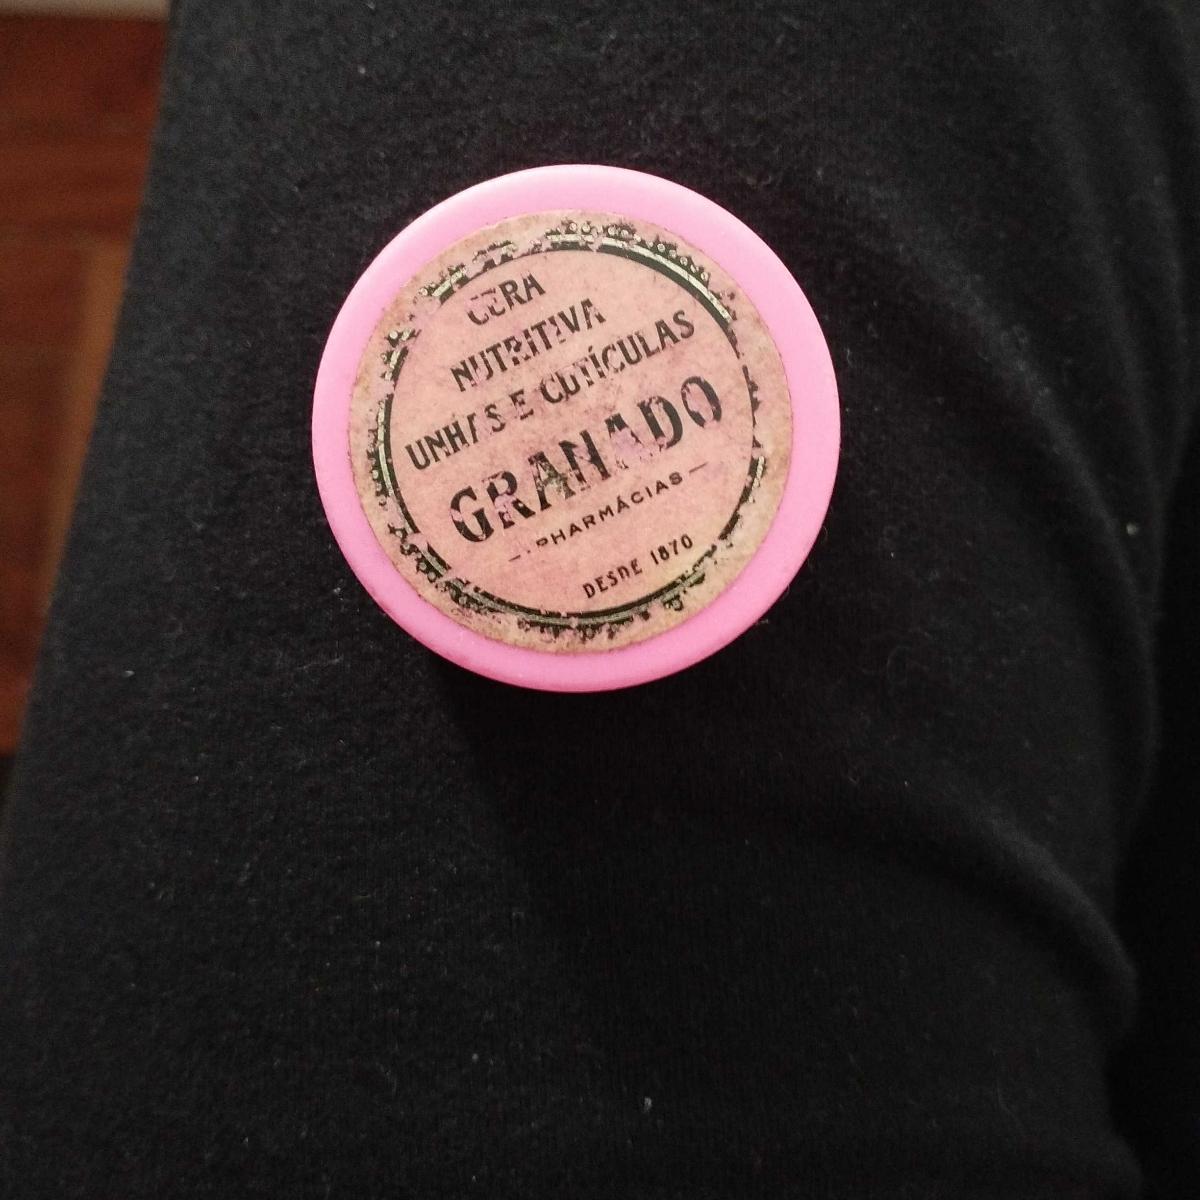 CERA
NUTRITIVA
UNHAS E CUTÍCULAS
GRANADO
PHARMÁCIAS
DESDE 1870